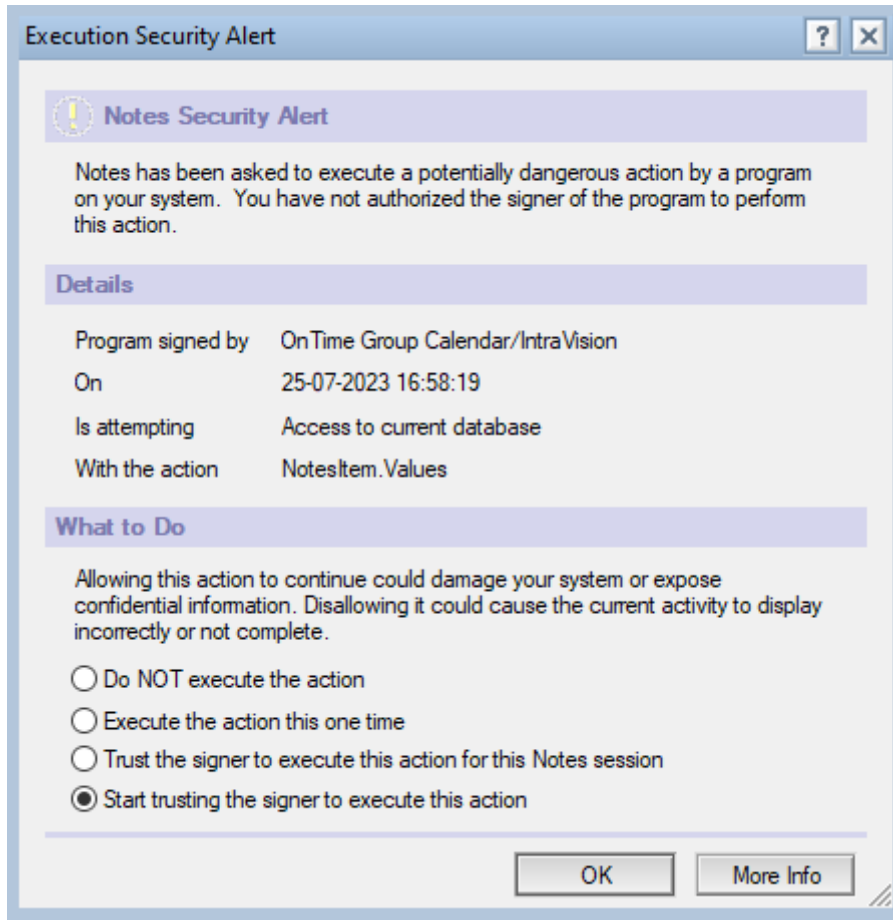 Execution Security Alert
Notes Security Alert
Notes has been asked to execute a potentially dangerous action by a program
on your system. You have not authorized the signer of the program to perform
this action.
Details
Program signed by OnTime Group Calendar/IntraVision
On 25-07-2023 16:58:19
Is attempting Access to current database
With the action NotesItem.Values
What to Do
Allowing this action to continue could damage your system or expose
confidential information. Disallowing it could cause the current activity to display
incorrectly or not complete.
Do NOT execute the action
Execute the action this one time
Trust the signer to execute this action for this Notes session
Start trusting the signer to execute this action
OK More Info